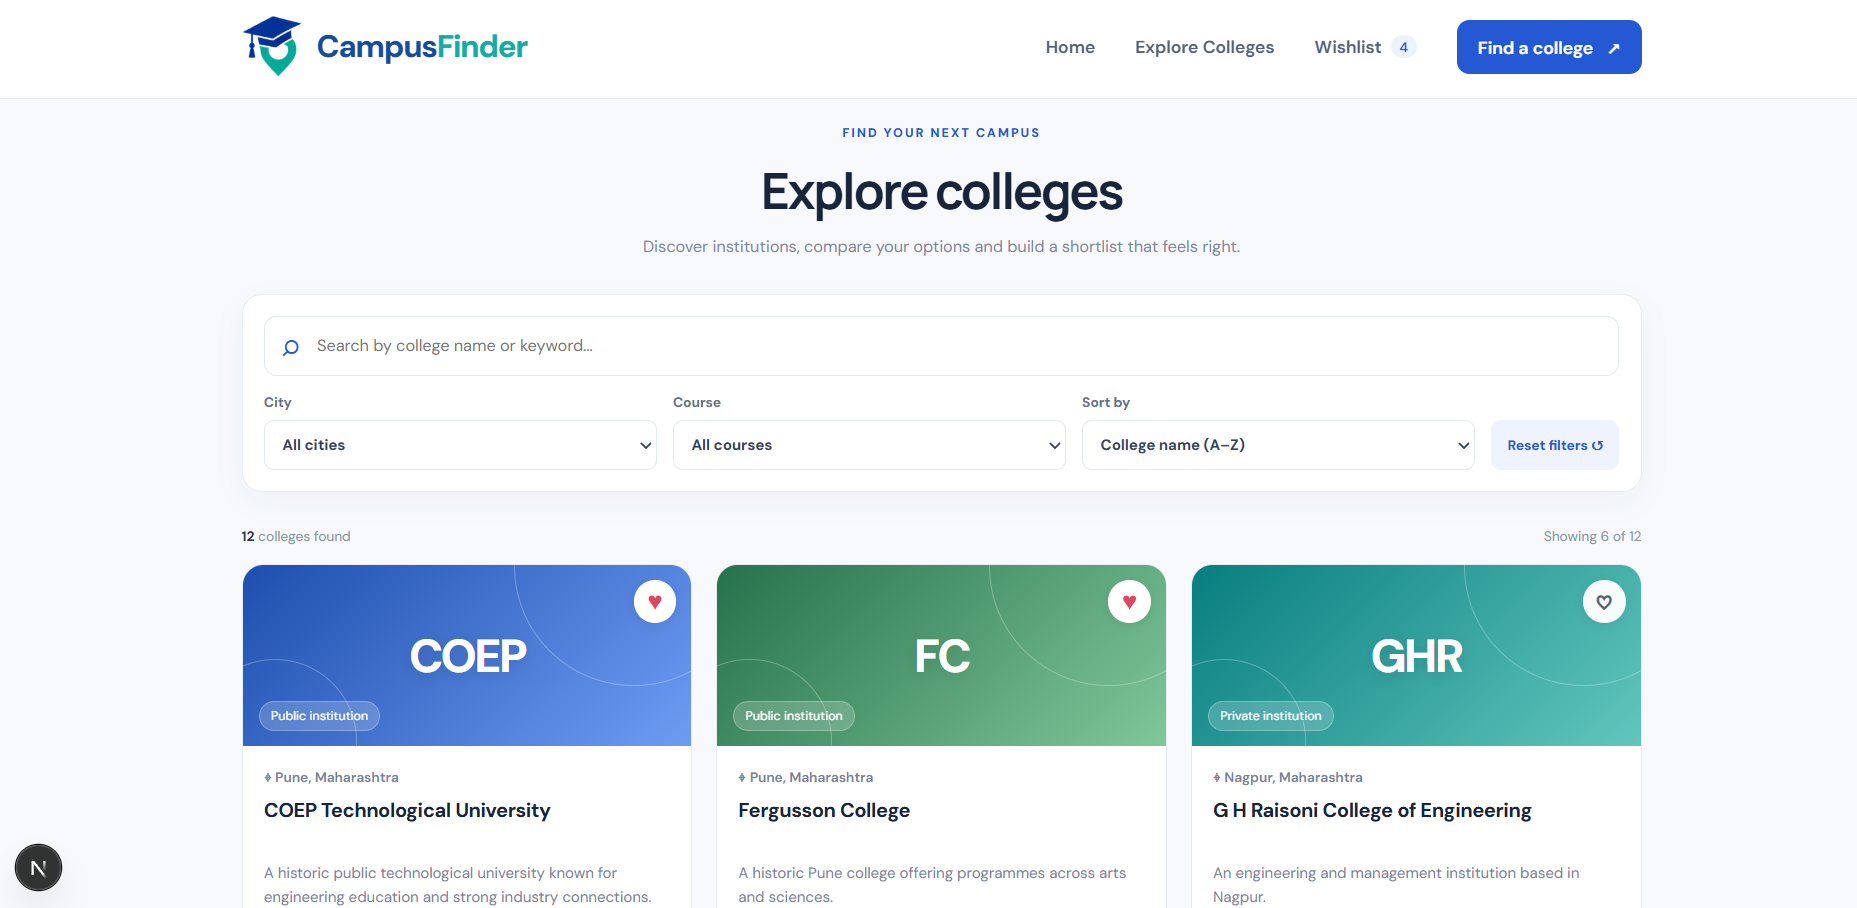 CampusFinder
Home
Explore Colleges
Wishlist 4
Find a college ↗
FIND YOUR NEXT CAMPUS
Explore colleges
Discover institutions, compare your options and build a shortlist that feels right.
Search by college name or keyword...
City
Course
Sort by
All cities
All courses
College name (A–Z)
Reset filters ↺
12 colleges found
Showing 6 of 12
COEP
Public institution
Pune, Maharashtra
COEP Technological University
A historic public technological university known for
engineering education and strong industry connections.
FC
Public institution
Pune, Maharashtra
Fergusson College
A historic Pune college offering programmes across arts
and sciences.
GHR
Private institution
Nagpur, Maharashtra
G H Raisoni College of Engineering
An engineering and management institution based in
Nagpur.
N